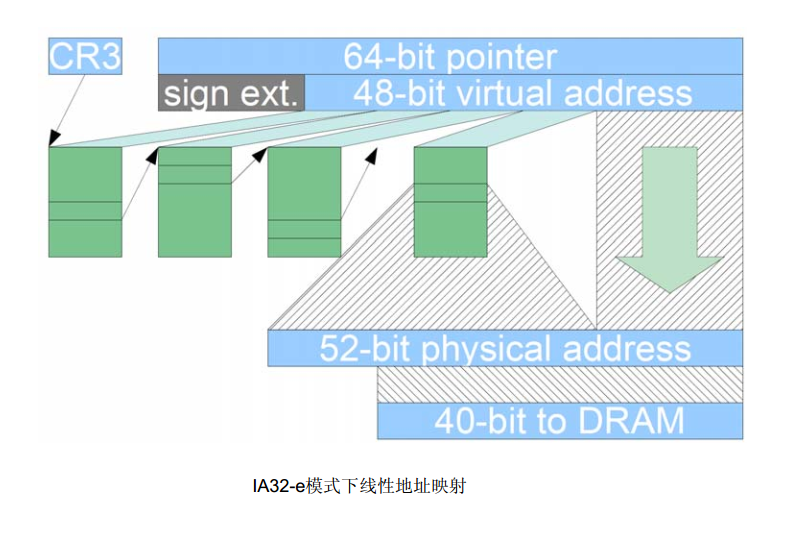 CR3
64-bit pointer
sign ext.
48-bit virtual address
52-bit physical address
40-bit to DRAM
IA32-e模式下线性地址映射